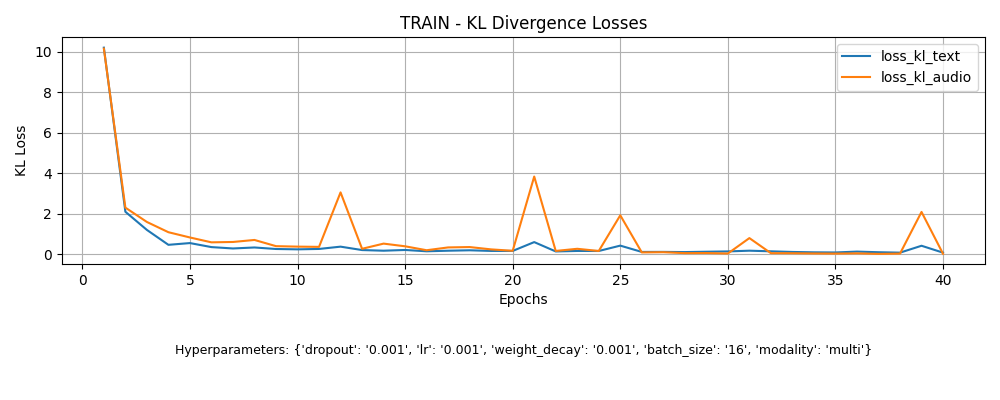 TRAIN - KL Divergence Losses
10
8
6
4
2
0
KL Loss
loss_kl_text
loss_kl_audio
0 5 10 15 20 25 30 35 40
Epochs
Hyperparameters: {'dropout': '0.001', 'lr': '0.001', 'weight_decay': '0.001', 'batch_size': '16', 'modality': 'multi'}